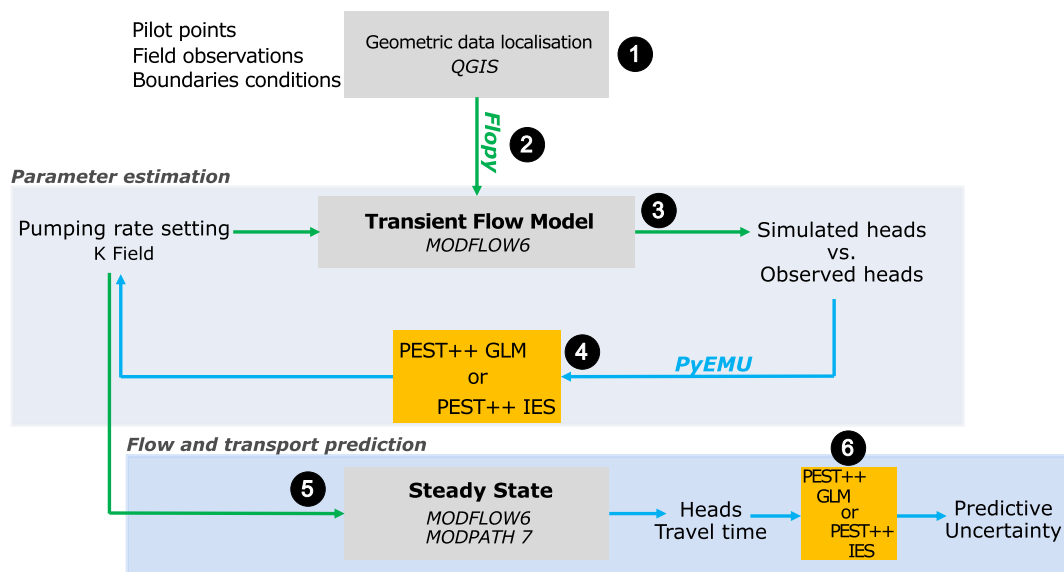 Pilot points
Field observations
Boundaries conditions
Geometric data localisation
QGIS
1
Flopy
2
Parameter estimation
Pumping rate setting
K Field
Transient Flow Model
MODFLOW6
3
Simulated heads
vs.
Observed heads
PEST++ GLM
or
PEST++ IES
4
PyEMU
Flow and transport prediction
5
Steady State
MODFLOW6
MODPATH 7
Heads
Travel time
6
PEST++
GLM
or
PEST++
IES
Predictive
Uncertainty